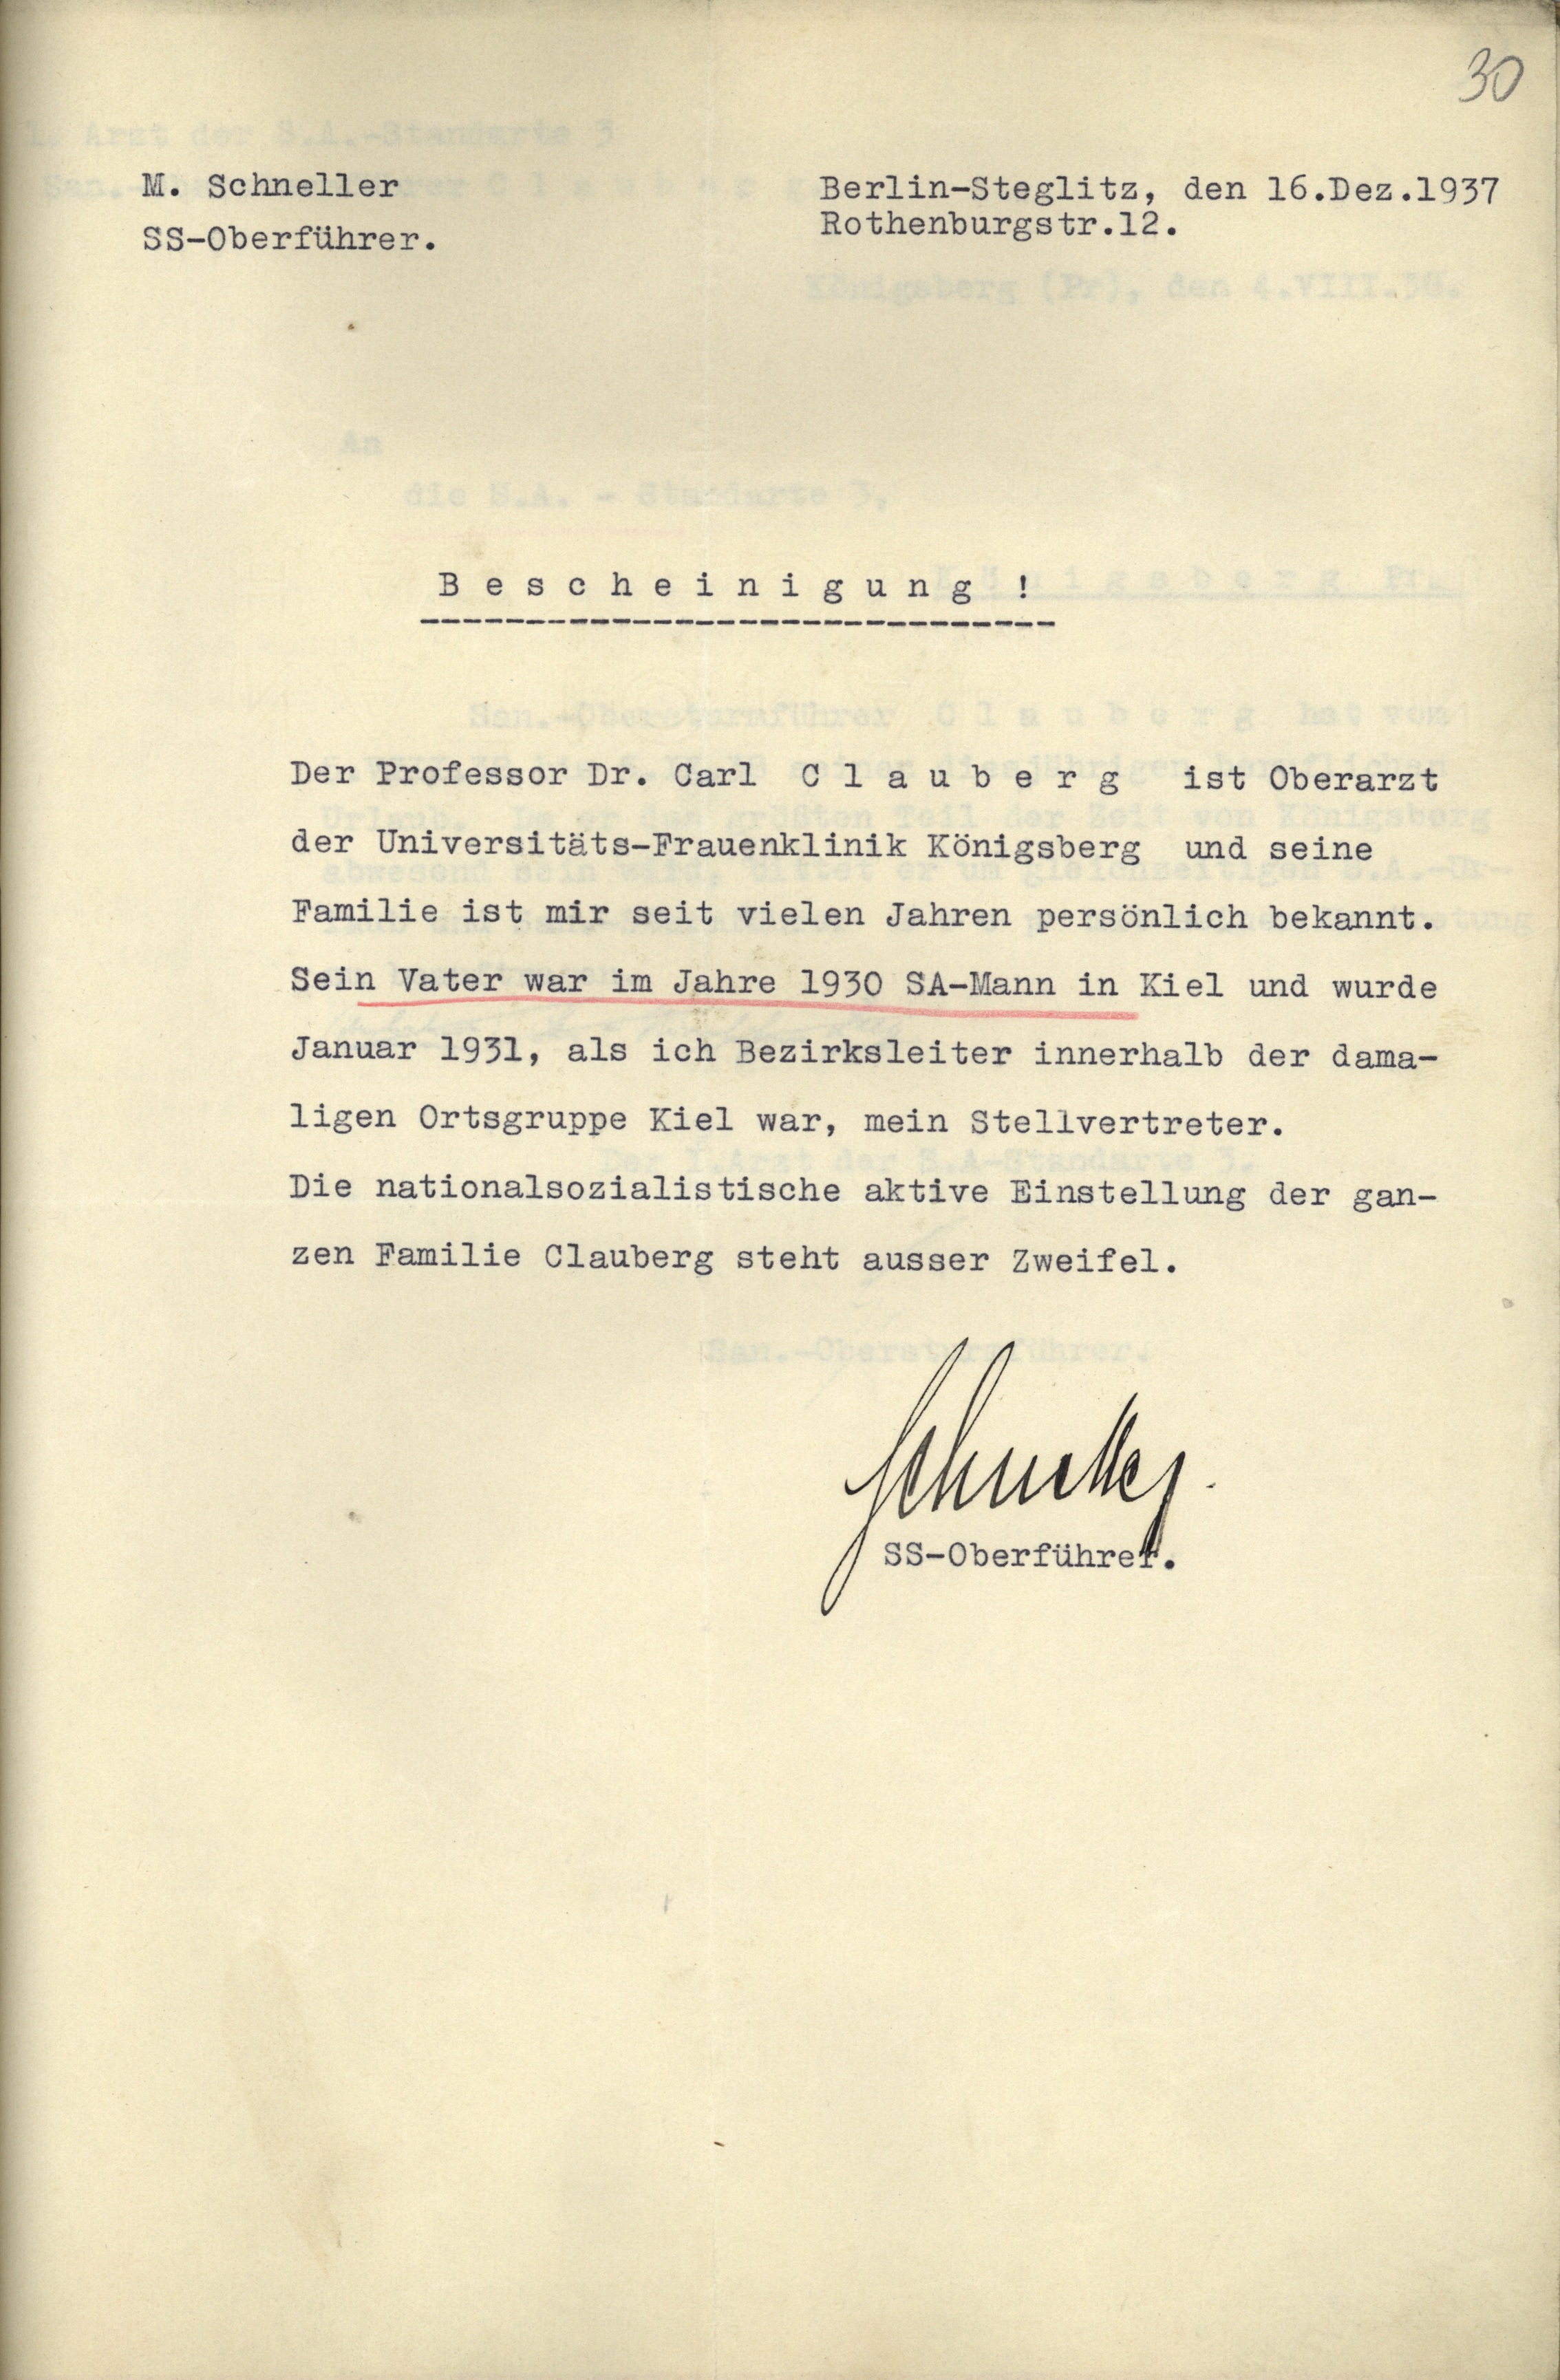 30
M. Schneller
SS-Oberführer.
Berlin-Steglitz, den 16.Dez.1937
Rothenburgstr.12.
B e s c h e i n i g u n g !
Der Professor Dr. Carl C l a u b e r g ist Oberarzt
der Universitäts-Frauenklinik Königsberg und seine
Familie ist mir seit vielen Jahren persönlich bekannt.
Sein Vater war im Jahre 1930 SA-Mann in Kiel und wurde
Januar 1931, als ich Bezirksleiter innerhalb der dama-
ligen Ortsgruppe Kiel war, mein Stellvertreter.
Die nationalsozialistische aktive Einstellung der gan-
zen Familie Clauberg steht ausser Zweifel.
Schneller
SS-Oberführer.